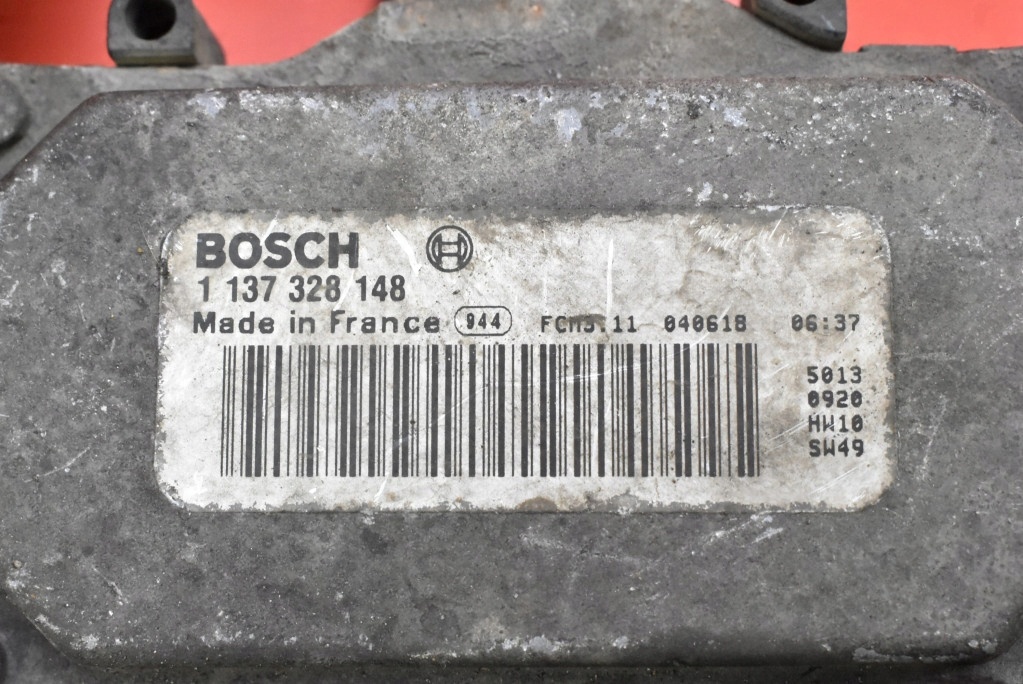 BOSCH
1 137 328 148
Made in France 944 FCM3.11 040618 06:37
5013
0920
HW10
SW49